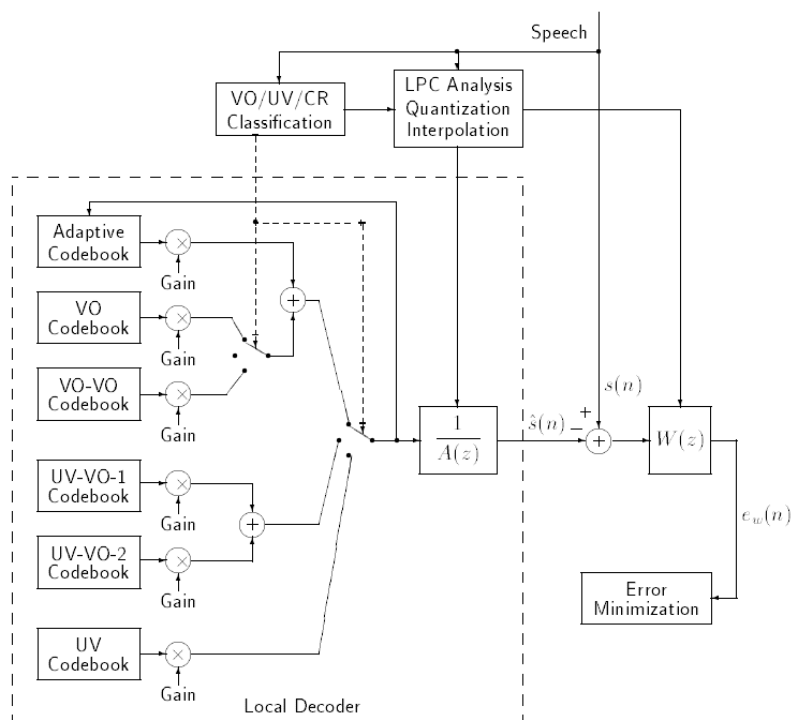 Speech
VO/UV/CR
Classification
LPC Analysis
Quantization
Interpolation
Adaptive
Codebook
×
Gain
+
VO
Codebook
×
Gain
VO-VO
Codebook
×
Gain
s(n)
+
ŝ(n)
−
+
1
A(z)
W(z)
UV-VO-1
Codebook
×
Gain
+
e_w(n)
UV-VO-2
Codebook
×
Gain
Error
Minimization
UV
Codebook
×
Gain
Local Decoder